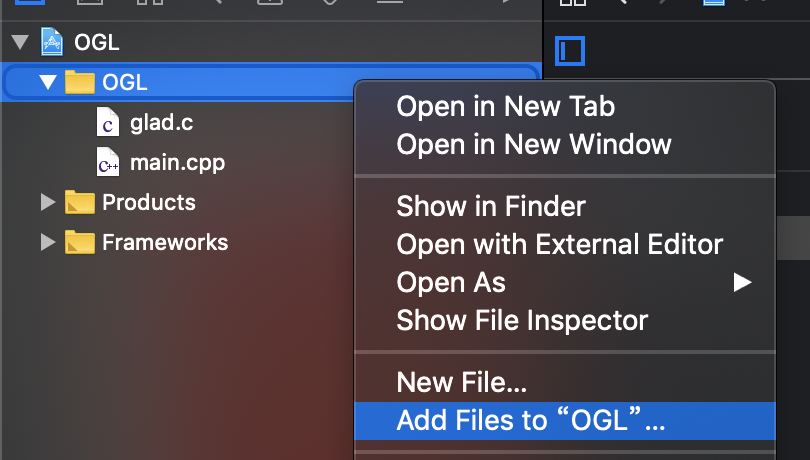 OGL
OGL
glad.c
main.cpp
Products
Frameworks
Open in New Tab
Open in New Window
Show in Finder
Open with External Editor
Open As
Show File Inspector
New File...
Add Files to “OGL”...